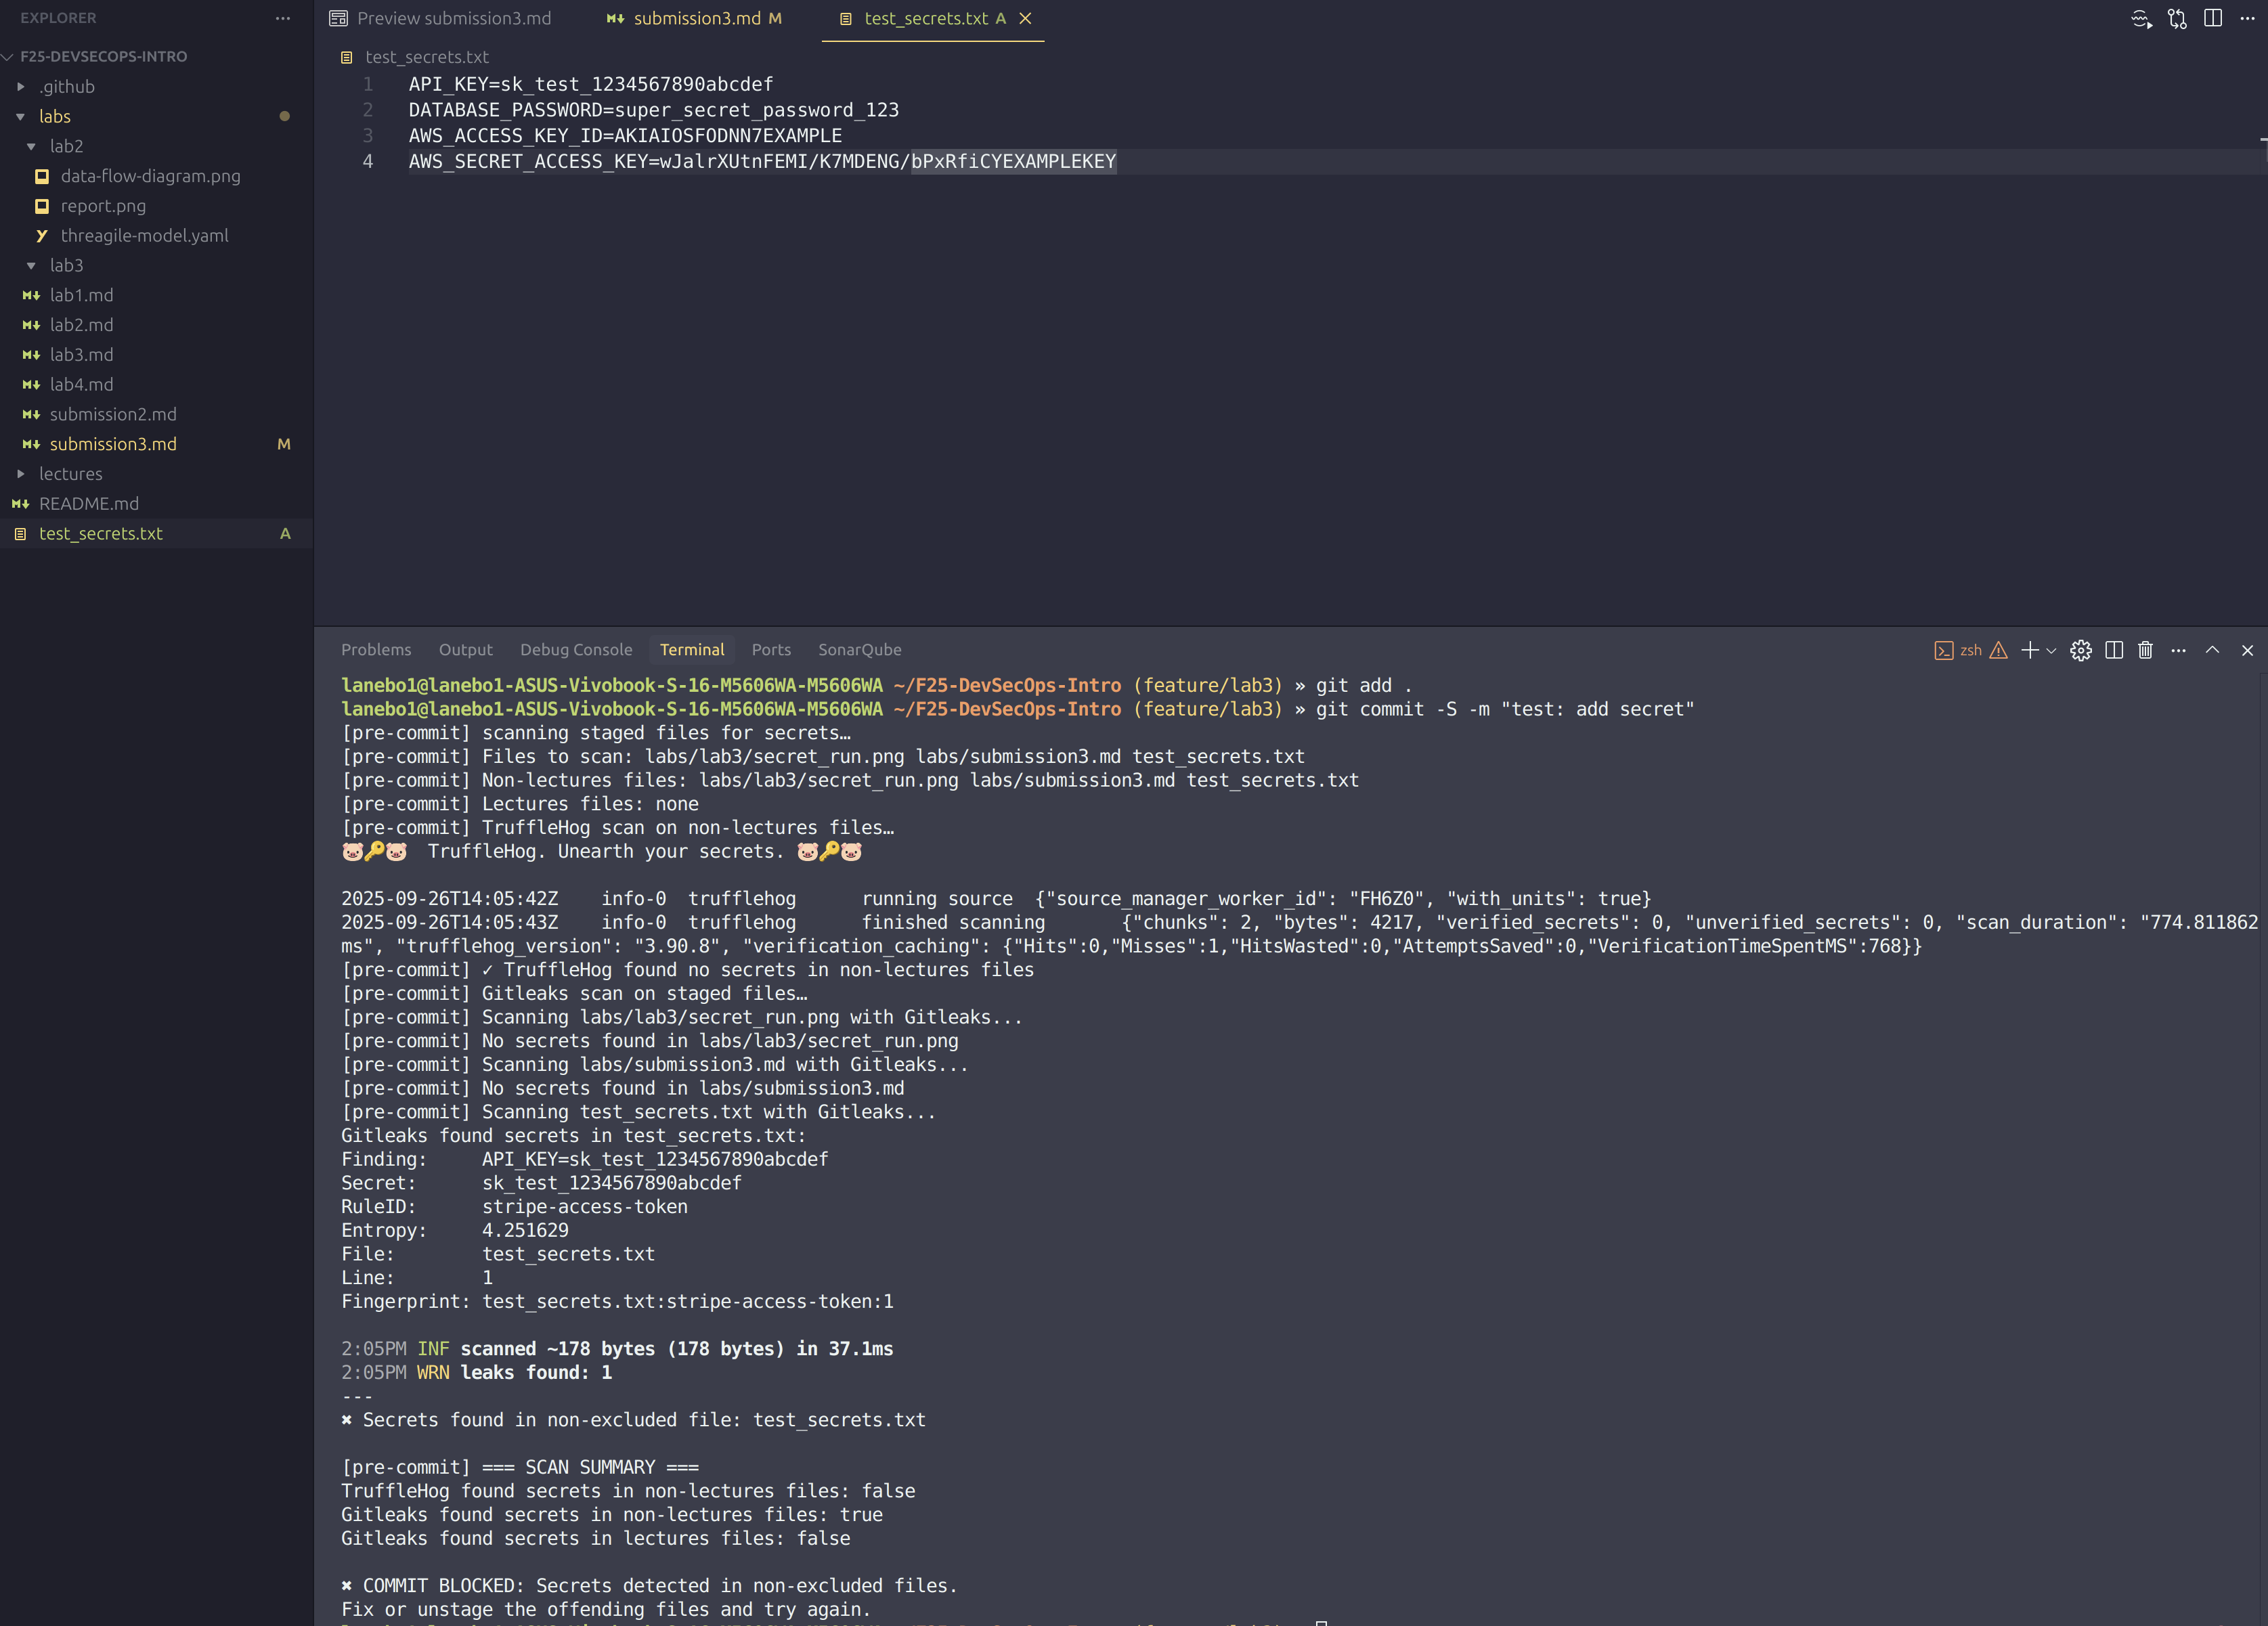 EXPLORER
F25-DEVSECOPS-INTRO
.github
labs
lab2
data-flow-diagram.png
report.png
threagile-model.yaml
lab3
lab1.md
lab2.md
lab3.md
lab4.md
submission2.md
submission3.md M
lectures
README.md
test_secrets.txt A
Preview submission3.md submission3.md M test_secrets.txt A
test_secrets.txt
1 API_KEY=sk_test_1234567890abcdef
2 DATABASE_PASSWORD=super_secret_password_123
3 AWS_ACCESS_KEY_ID=AKIAIOSFODNN7EXAMPLE
4 AWS_SECRET_ACCESS_KEY=wJalrXUtnFEMI/K7MDENG/bPxRfiCYEXAMPLEKEY
Problems Output Debug Console Terminal Ports SonarQube zsh
lanebo1@lanebo1-ASUS-Vivobook-S-16-M5606WA-M5606WA ~/F25-DevSecOps-Intro (feature/lab3) » git add .
lanebo1@lanebo1-ASUS-Vivobook-S-16-M5606WA-M5606WA ~/F25-DevSecOps-Intro (feature/lab3) » git commit -S -m "test: add secret"
[pre-commit] scanning staged files for secrets…
[pre-commit] Files to scan: labs/lab3/secret_run.png labs/submission3.md test_secrets.txt
[pre-commit] Non-lectures files: labs/lab3/secret_run.png labs/submission3.md test_secrets.txt
[pre-commit] Lectures files: none
[pre-commit] TruffleHog scan on non-lectures files…
🐷🔑🐷  TruffleHog. Unearth your secrets. 🐷🔑🐷
2025-09-26T14:05:42Z info-0 trufflehog running source {"source_manager_worker_id": "FH6Z0", "with_units": true}
2025-09-26T14:05:43Z info-0 trufflehog finished scanning {"chunks": 2, "bytes": 4217, "verified_secrets": 0, "unverified_secrets": 0, "scan_duration": "774.811862
ms", "trufflehog_version": "3.90.8", "verification_caching": {"Hits":0,"Misses":1,"HitsWasted":0,"AttemptsSaved":0,"VerificationTimeSpentMS":768}}
[pre-commit] ✓ TruffleHog found no secrets in non-lectures files
[pre-commit] Gitleaks scan on staged files…
[pre-commit] Scanning labs/lab3/secret_run.png with Gitleaks...
[pre-commit] No secrets found in labs/lab3/secret_run.png
[pre-commit] Scanning labs/submission3.md with Gitleaks...
[pre-commit] No secrets found in labs/submission3.md
[pre-commit] Scanning test_secrets.txt with Gitleaks...
Gitleaks found secrets in test_secrets.txt:
Finding: API_KEY=sk_test_1234567890abcdef
Secret: sk_test_1234567890abcdef
RuleID: stripe-access-token
Entropy: 4.251629
File: test_secrets.txt
Line: 1
Fingerprint: test_secrets.txt:stripe-access-token:1
2:05PM INF scanned ~178 bytes (178 bytes) in 37.1ms
2:05PM WRN leaks found: 1
---
✖ Secrets found in non-excluded file: test_secrets.txt
[pre-commit] === SCAN SUMMARY ===
TruffleHog found secrets in non-lectures files: false
Gitleaks found secrets in non-lectures files: true
Gitleaks found secrets in lectures files: false
✖ COMMIT BLOCKED: Secrets detected in non-excluded files.
Fix or unstage the offending files and try again.